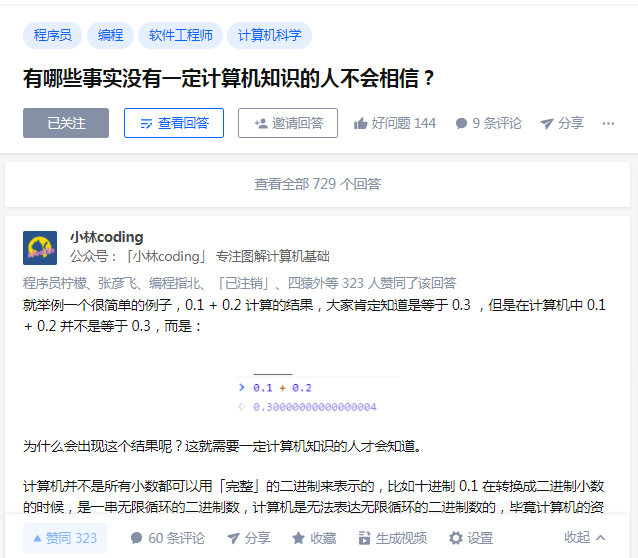 程序员 编程 软件工程师 计算机科学
有哪些事实没有一定计算机知识的人不会相信？
已关注 查看回答 邀请回答 好问题 144 9 条评论 分享
查看全部 729 个回答
小林coding
公众号：「小林coding」 专注图解计算机基础
程序员柠檬、张彦飞、编程指北、「已注销」、四猿外等 323 人赞同了该回答
就举例一个很简单的例子，0.1 + 0.2 计算的结果，大家肯定知道是等于 0.3 ，但是在计算机中 0.1
+ 0.2 并不是等于 0.3，而是：
> 0.1 + 0.2
0.30000000000000004
为什么会出现这个结果呢？这就需要一定计算机知识的人才会知道。
计算机并不是所有小数都可以用「完整」的二进制来表示的，比如十进制 0.1 在转换成二进制小数
的时候，是一串无限循环的二进制数，计算机是无法表达无限循环的二进制数的，毕竟计算机的资
赞同 323 60 条评论 分享 收藏 生成视频 设置 收起